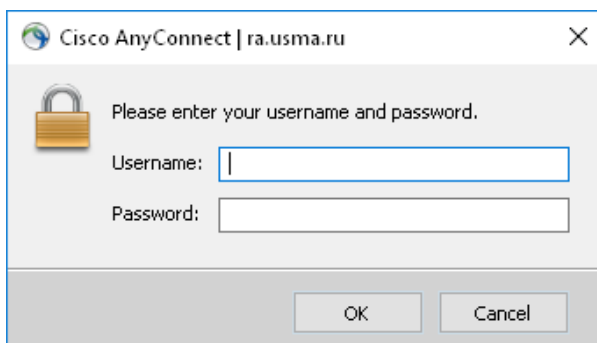 Cisco AnyConnect | ra.usma.ru
Please enter your username and password.
Username:
Password:
OK
Cancel